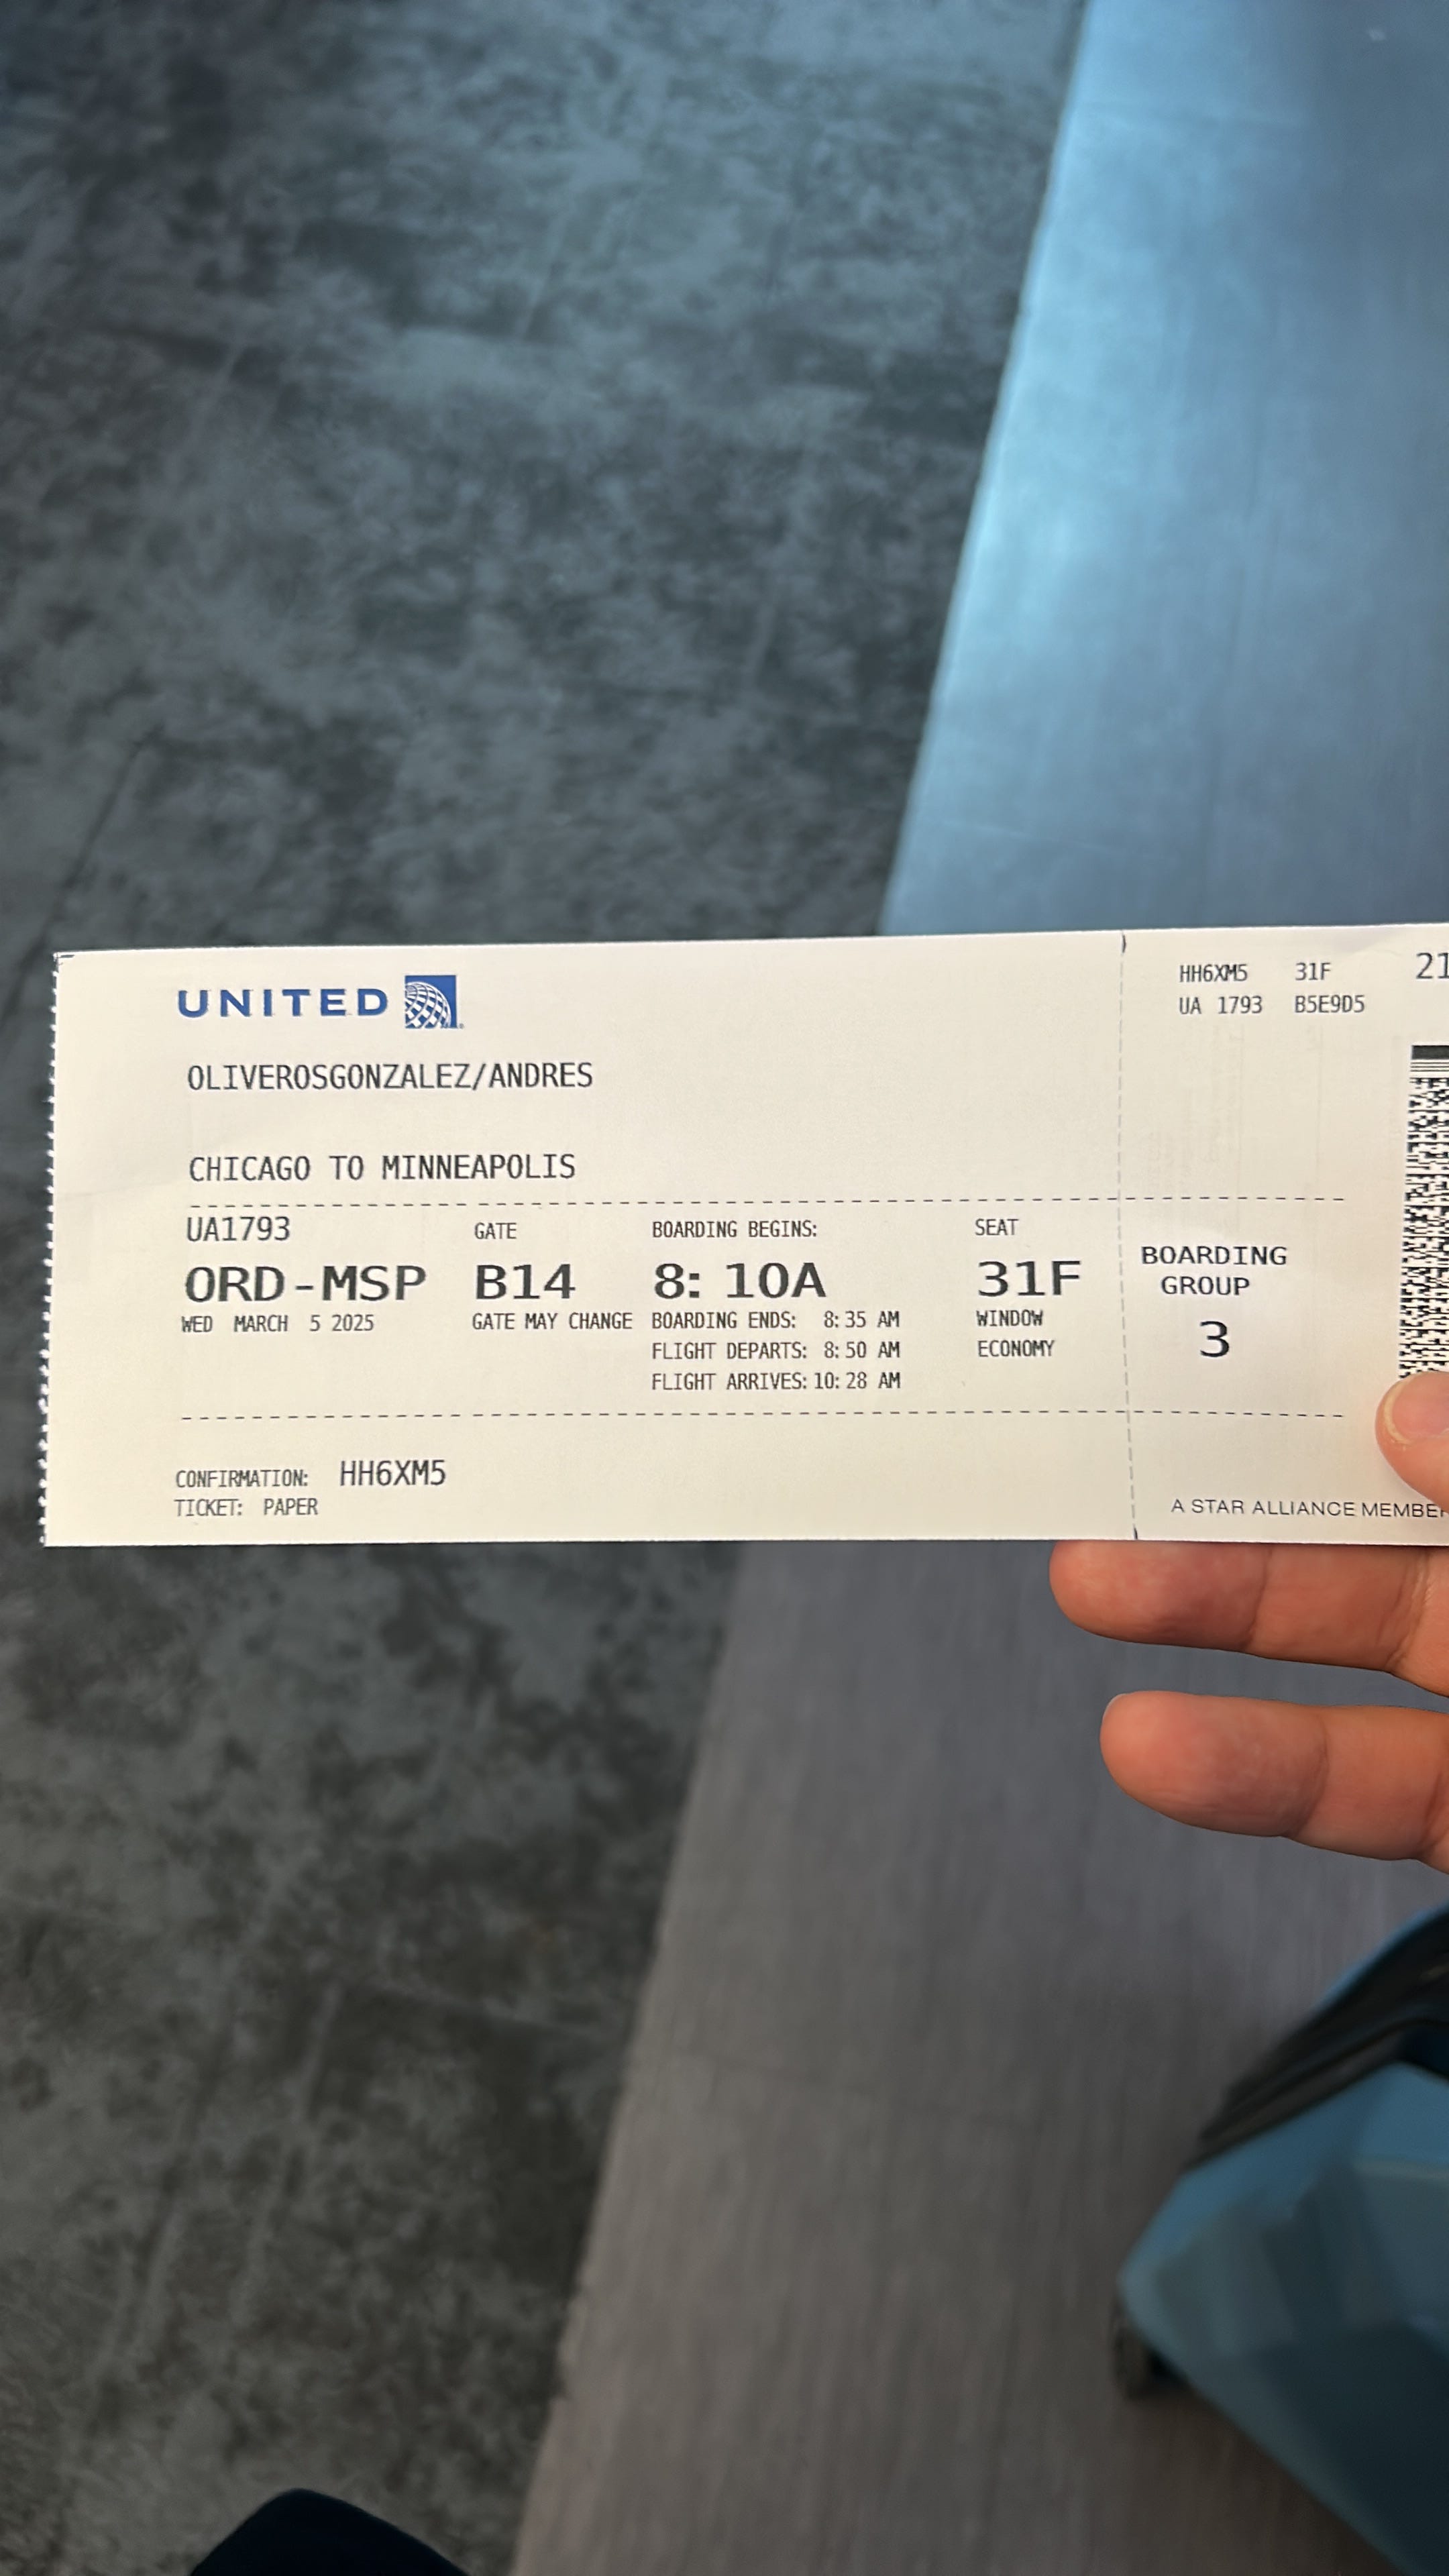 UNITED
OLIVEROSGONZALEZ/ANDRES
CHICAGO TO MINNEAPOLIS
UA1793
ORD-MSP
WED MARCH 5 2025
GATE
B14
GATE MAY CHANGE
BOARDING BEGINS:
8:10A
BOARDING ENDS: 8:35 AM
FLIGHT DEPARTS: 8:50 AM
FLIGHT ARRIVES: 10:28 AM
SEAT
31F
WINDOW
ECONOMY
CONFIRMATION: HH6XM5
TICKET: PAPER
HH6XM5 31F
UA 1793 B5E9D5
21
BOARDING
GROUP
3
A STAR ALLIANCE MEMBER